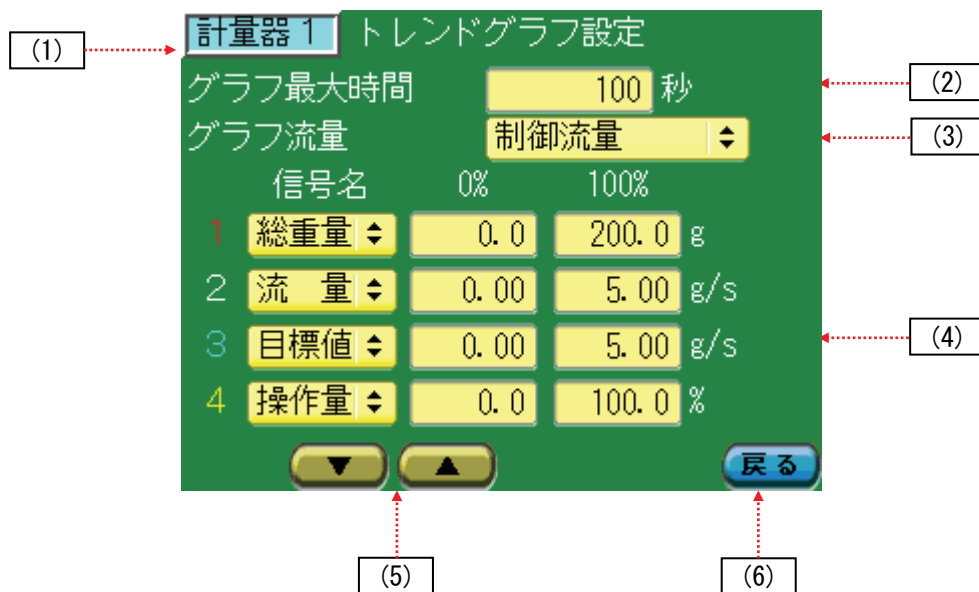 計量器1 トレンドグラフ設定
(1)
グラフ最大時間 100 秒
(2)
グラフ流量 制御流量
(3)
信号名 0% 100%
1 総重量 0.0 200.0 g
2 流 量 0.00 5.00 g/s
3 目標値 0.00 5.00 g/s
(4)
4 操作量 0.0 100.0 %
▼ ▲ 戻る
(5) (6)